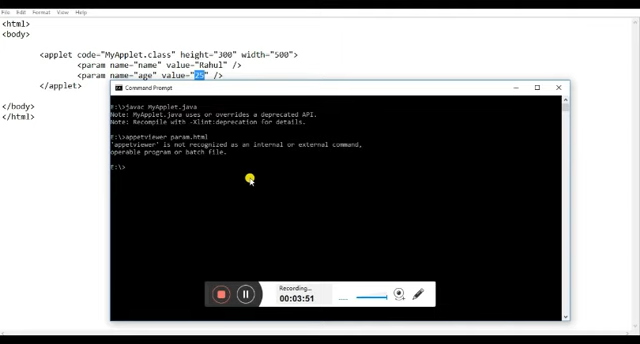 File Edit Format View Help
<html>
<body>
<applet code="MyApplet.class" height="300" width="500">
<param name="name" value="Rahul" />
<param name="age" value="25" />
</applet>
</body>
</html>
Command Prompt
E:\>javac MyApplet.java
Note: MyApplet.java uses or overrides a deprecated API.
Note: Recompile with -Xlint:deprecation for details.
E:\>appetviewer param.html
'appetviewer' is not recognized as an internal or external command,
operable program or batch file.
E:\>
Recording...
00:03:51